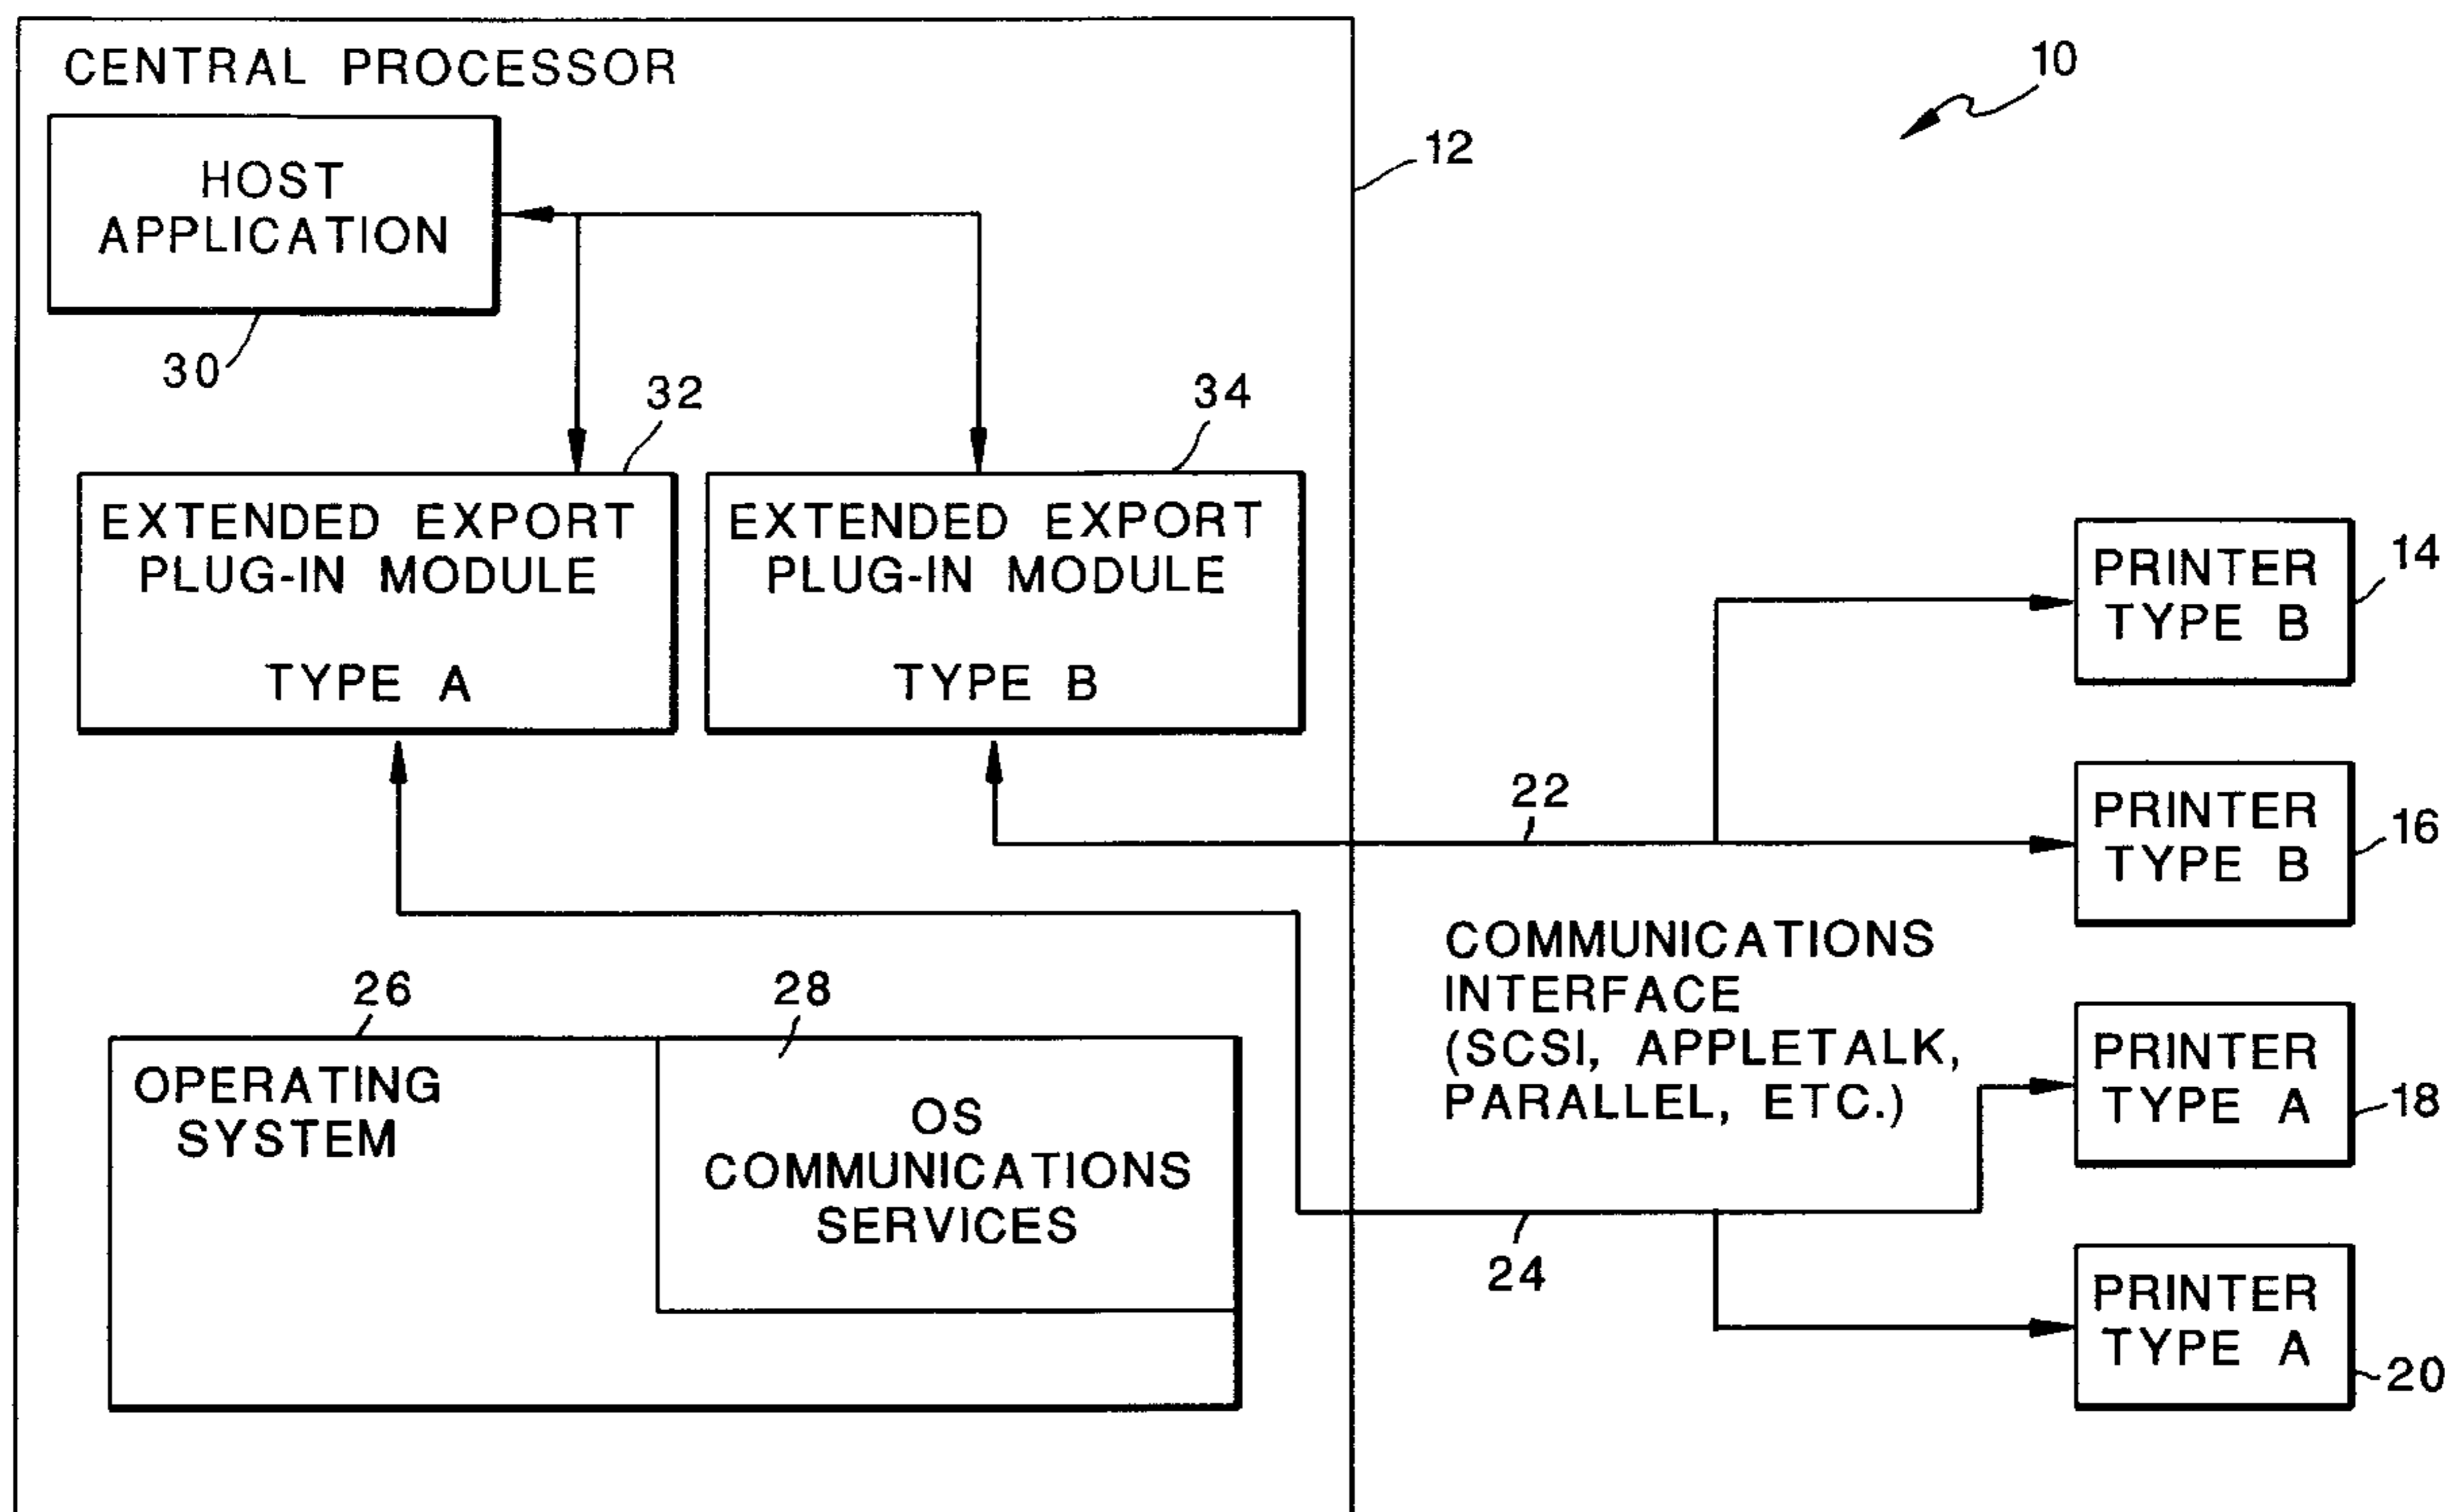 CENTRAL PROCESSOR
10
12
HOST
APPLICATION
30
32
34
EXTENDED EXPORT
PLUG-IN MODULE
TYPE A
EXTENDED EXPORT
PLUG-IN MODULE
TYPE B
PRINTER
TYPE B
14
22
PRINTER
TYPE B
16
COMMUNICATIONS
INTERFACE
(SCSI, APPLETALK,
PARALLEL, ETC.)
26
28
OPERATING
SYSTEM
OS
COMMUNICATIONS
SERVICES
PRINTER
TYPE A
18
24
PRINTER
TYPE A
20